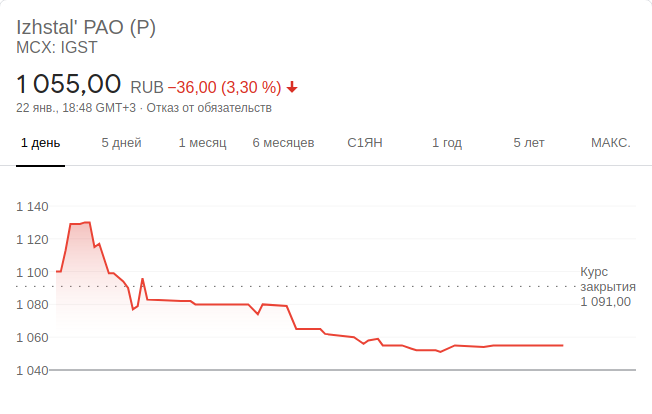 Izhstal' PAO (P)
MCX: IGST
1 055,00 RUB −36,00 (3,30 %)
22 янв., 18:48 GMT+3 · Отказ от обязательств
1 день 5 дней 1 месяц 6 месяцев С1ЯН 1 год 5 лет МАКС.
1 140
1 120
1 100
1 080
1 060
1 040
Курс
закрытия
1 091,00